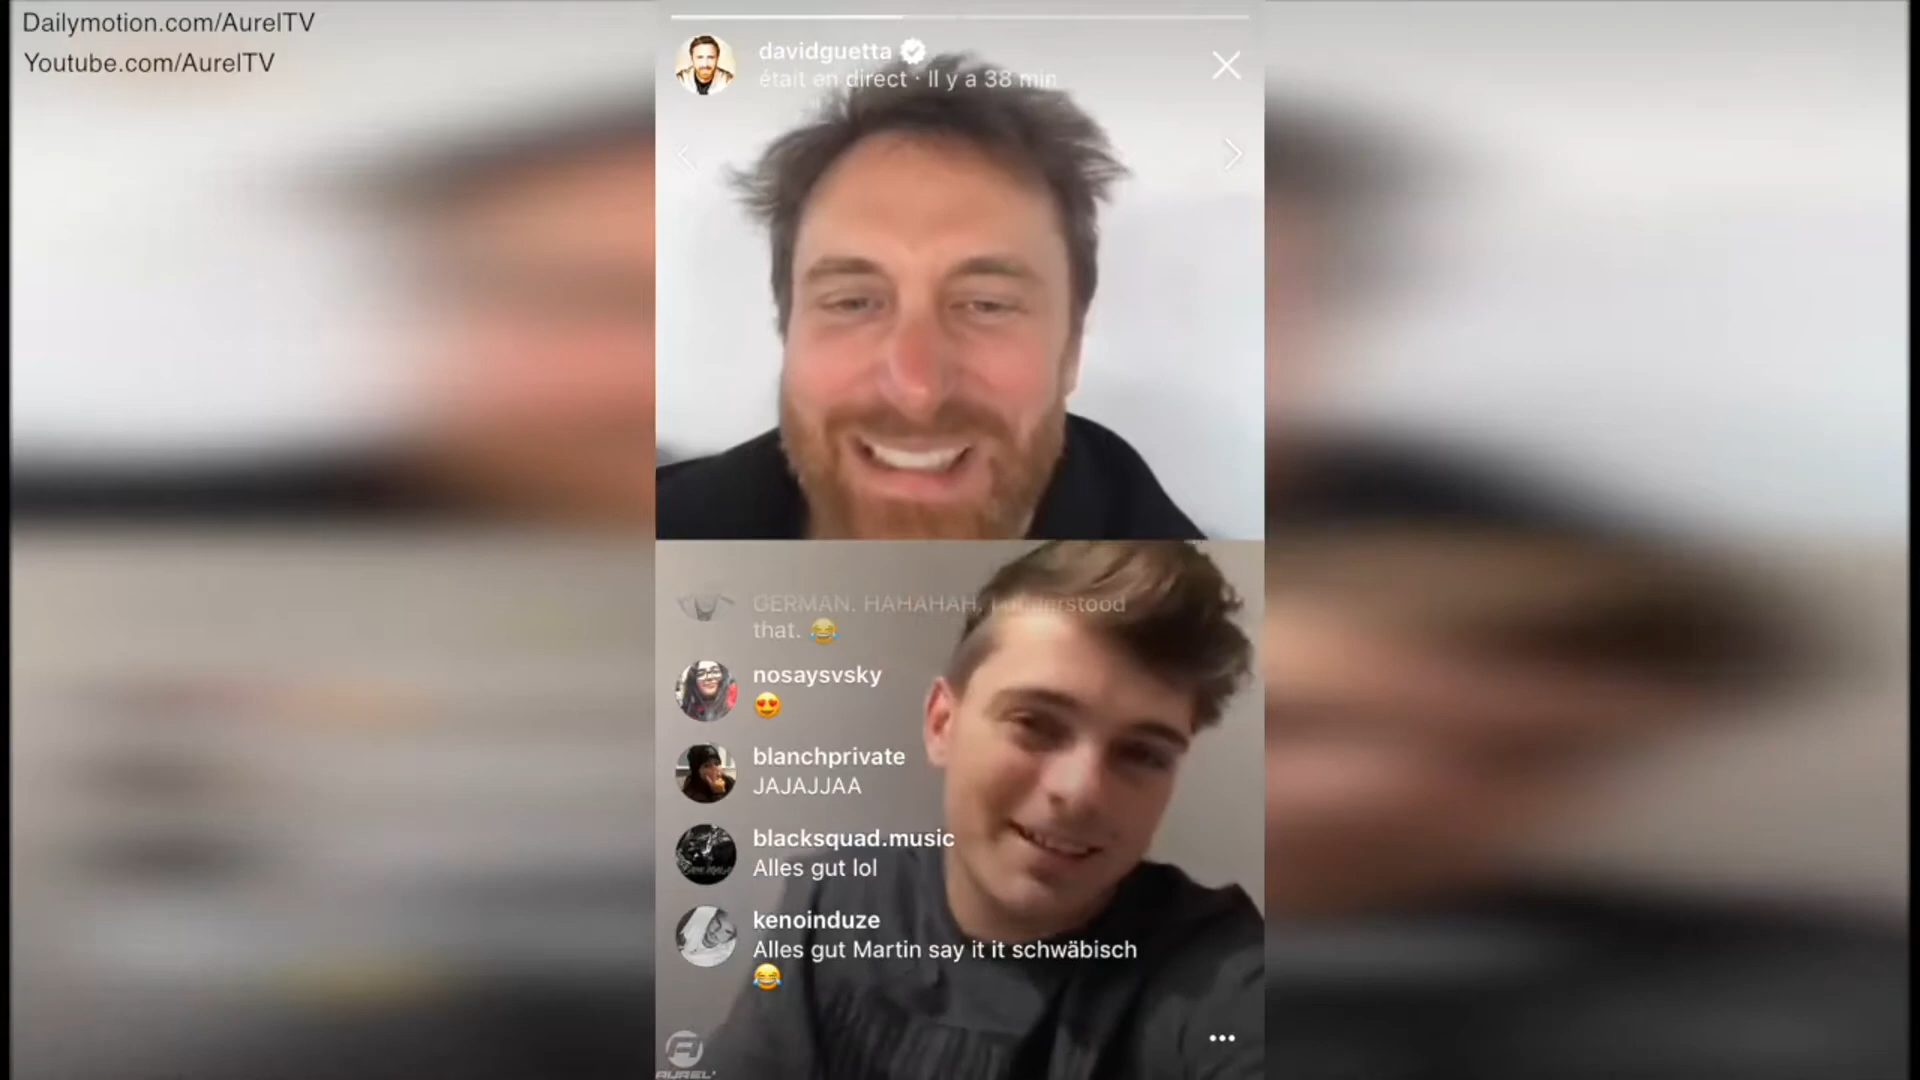 Dailymotion.com/AurelTV
Youtube.com/AurelTV
davidguetta
était en direct · Il y a 38 min
GERMAN. HAHAHAH. I understood
that. 😂
nosaysvsky
😍
blanchprivate
JAJAJJAA
blacksquad.music
Alles gut lol
kenoinduze
Alles gut Martin say it it schwäbisch
😂
AUREL'